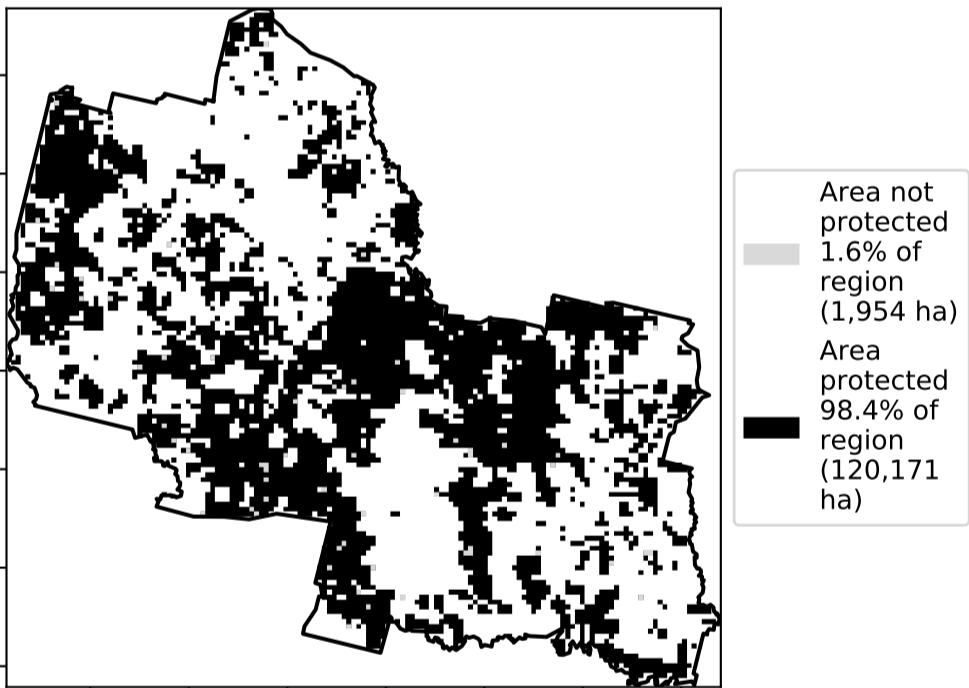 Area not
protected
1.6% of
region
(1,954 ha)
Area
protected
98.4% of
region
(120,171
ha)